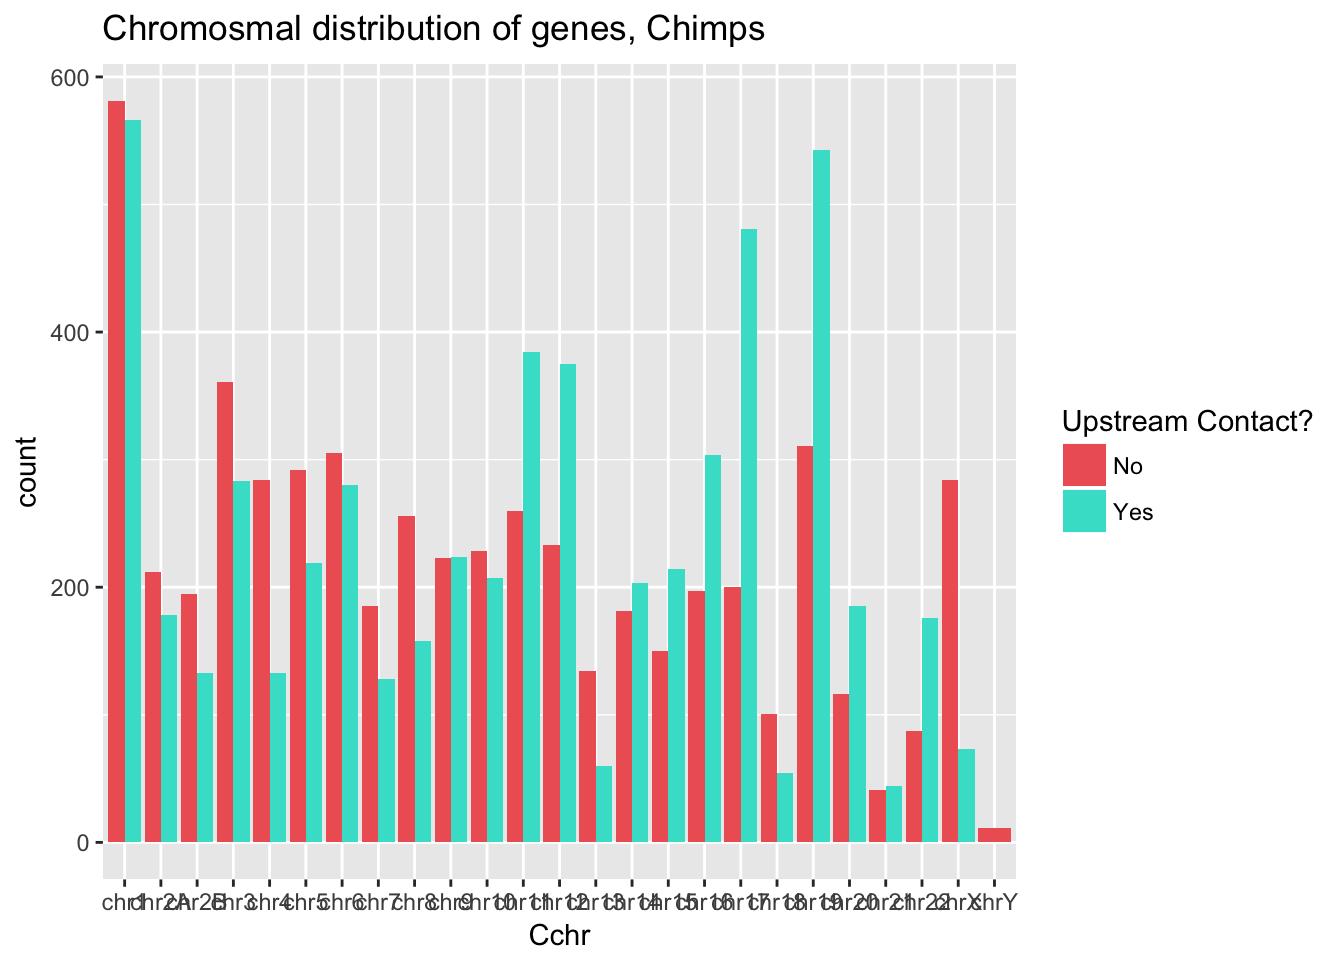 Chromosmal distribution of genes, Chimps
600
400
200
0
count
chr1 chr2A chr2B chr3 chr4 chr5 chr6 chr7 chr8 chr9 chr10 chr11 chr12 chr13 chr14 chr15 chr16 chr17 chr18 chr19 chr20 chr21 chr22 chrX chrY
Cchr
Upstream Contact?
No
Yes